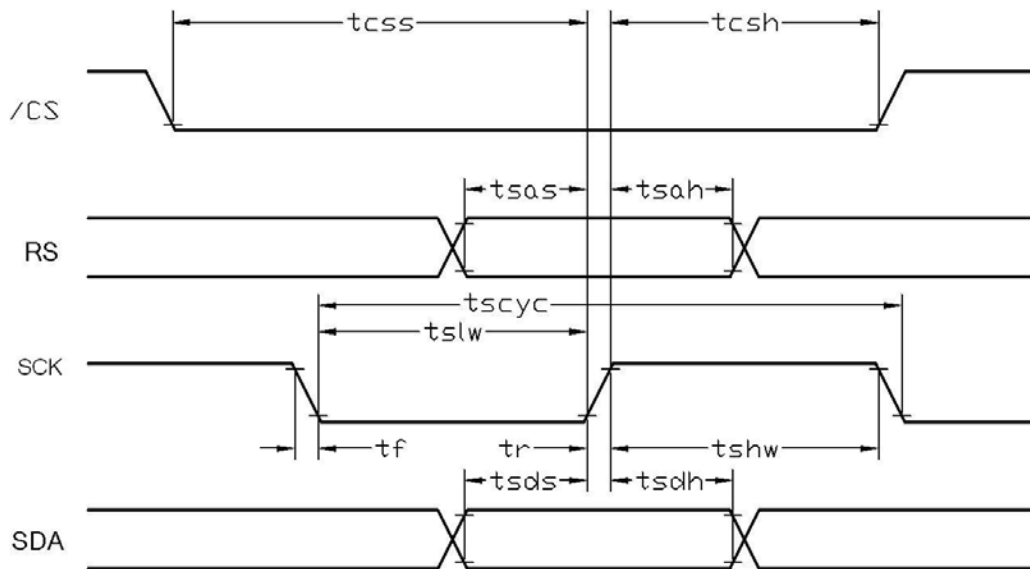 tcss tcsh
/CS
tsas tsah
RS
tscyc
tslw
SCK
tf tr tshw
tsds tsdh
SDA